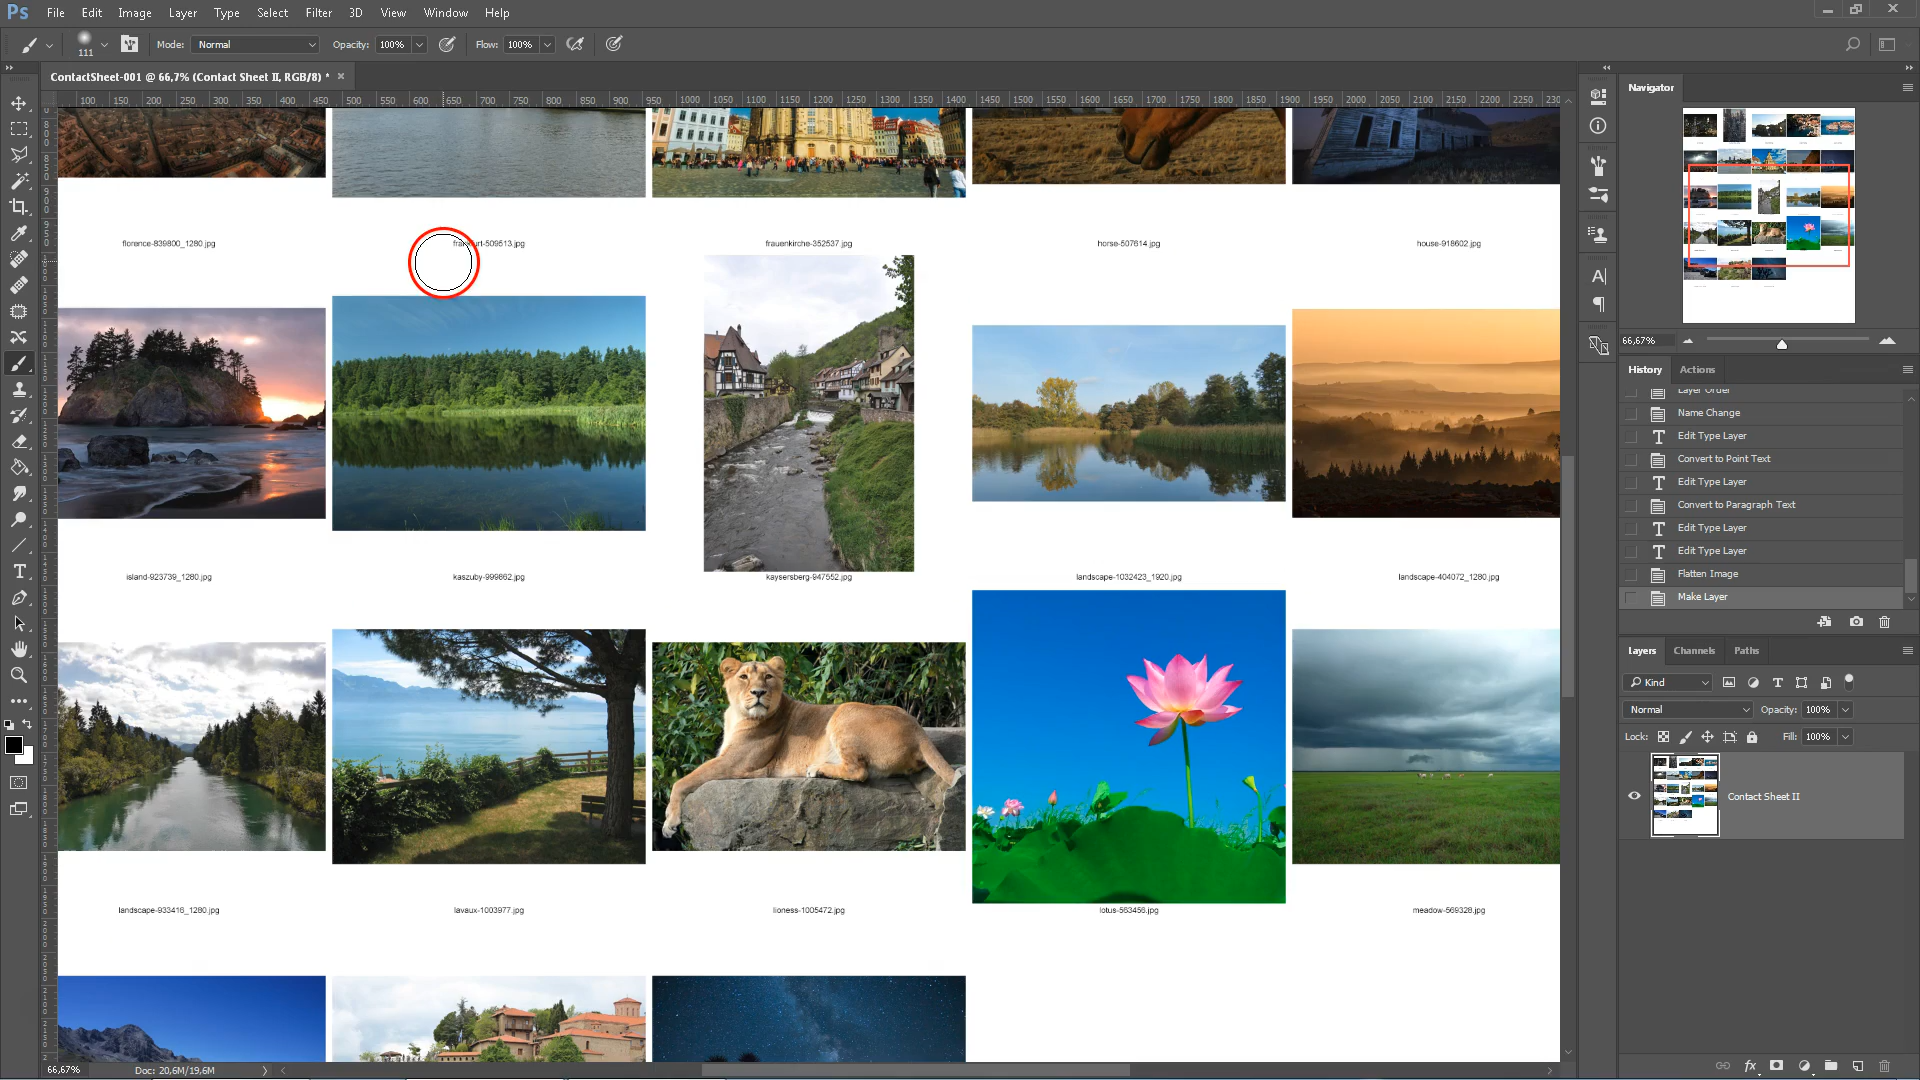 Ps File Edit Image Layer Type Select Filter 3D View Window Help
111 Mode: Normal Opacity: 100% Flow: 100%
ContactSheet-001 @ 66,7% (Contact Sheet II, RGB/8) * ×
100 150 200 250 300 350 400 450 500 550 600 650 700 750 800 850 900 950 1000 1050 1100 1150 1200 1250 1300 1350 1400 1450 1500 1550 1600 1650 1700 1750 1800 1850 1900 1950 2000 2050 2100 2150 2200 2250 230
Navigator
florence-839800_1280.jpg
frankfurt-509513.jpg
frauenkirche-352537.jpg
horse-507614.jpg
house-918602.jpg
66,67%
History Actions
Layer Order
Name Change
Edit Type Layer
Convert to Point Text
Edit Type Layer
Convert to Paragraph Text
Edit Type Layer
Edit Type Layer
Flatten Image
Make Layer
island-923739_1280.jpg
kaszuby-999862.jpg
kaysersberg-947552.jpg
landscape-1032423_1920.jpg
landscape-404072_1280.jpg
Layers Channels Paths
Kind
Normal Opacity: 100%
Lock: Fill: 100%
Contact Sheet II
landscape-933416_1280.jpg
lavaux-1003977.jpg
lioness-1005472.jpg
lotus-563456.jpg
meadow-569328.jpg
66,67% Doc: 20,6M/19,6M
fx